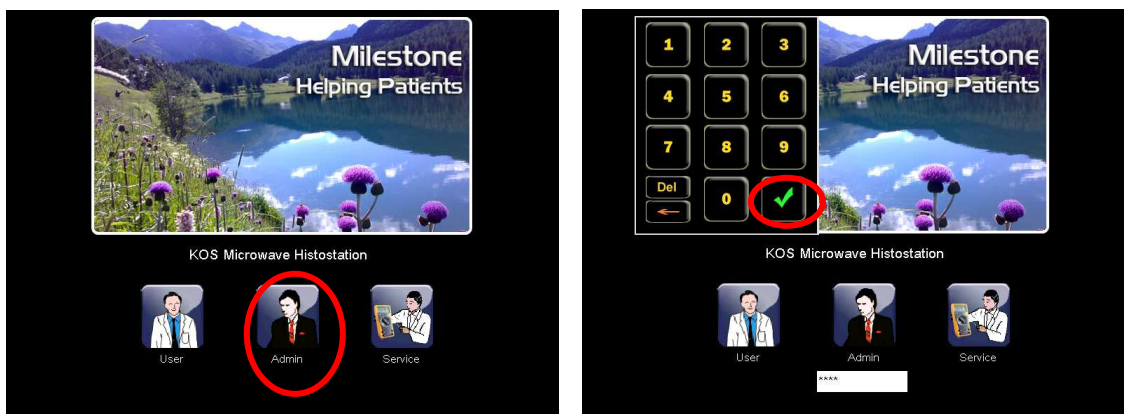 Milestone
Helping Patients
KOS Microwave Histostation
User Admin Service
1 2 3
4 5 6
7 8 9
Del 0
Milestone
Helping Patients
KOS Microwave Histostation
User Admin Service
****